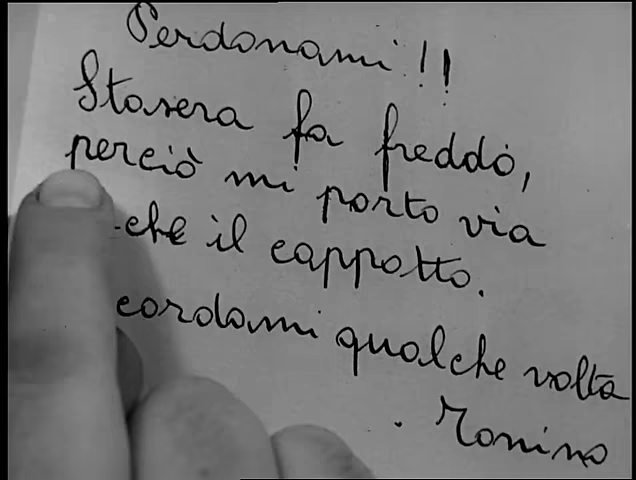 Perdonami!!
Stasera fa freddo,
perciò mi porto via
che il cappotto.
cordami qualche volta
Tonino